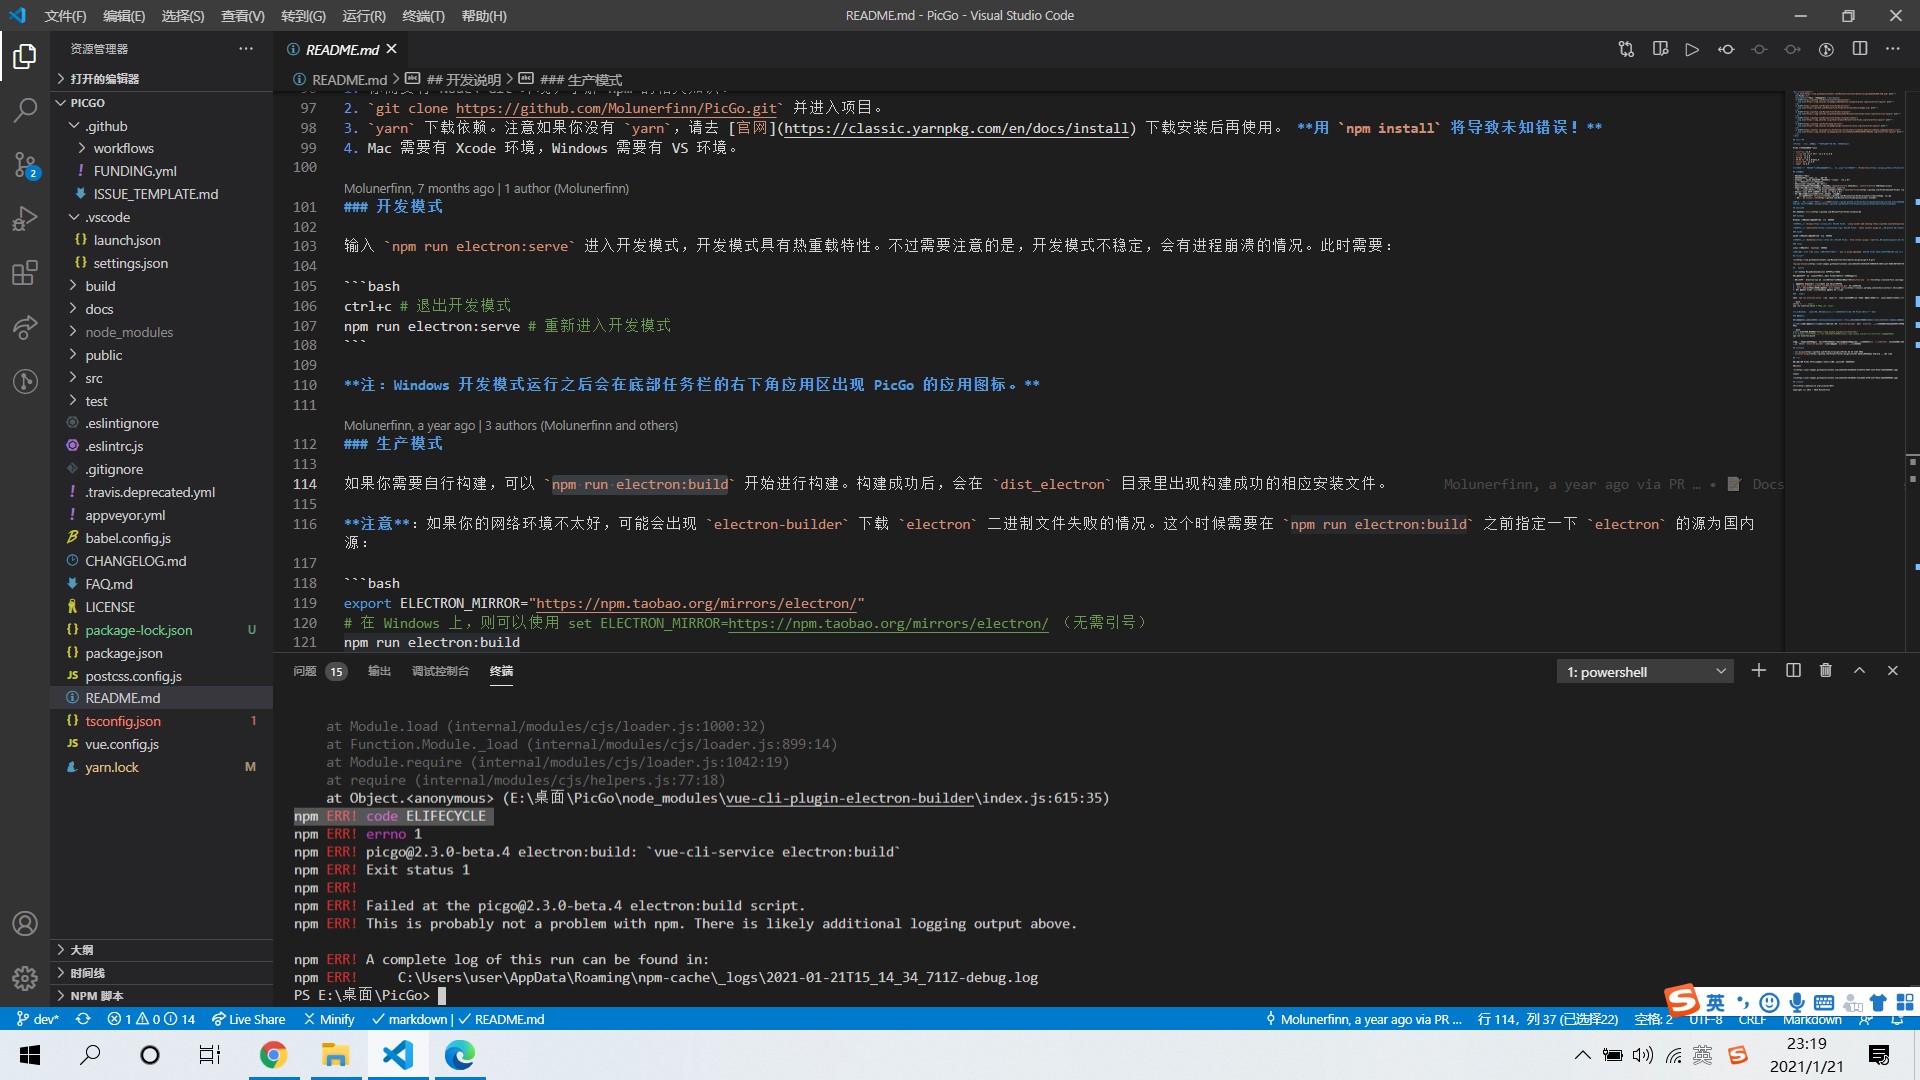 文件(F) 编辑(E) 选择(S) 查看(V) 转到(G) 运行(R) 终端(T) 帮助(H)
README.md - PicGo - Visual Studio Code
资源管理器
README.md
打开的编辑器
README.md > ## 开发说明 > ### 生产模式
PICGO
.github
workflows
FUNDING.yml
ISSUE_TEMPLATE.md
.vscode
launch.json
settings.json
build
docs
node_modules
public
src
test
.eslintignore
.eslintrc.js
.gitignore
.travis.deprecated.yml
appveyor.yml
babel.config.js
CHANGELOG.md
FAQ.md
LICENSE
package-lock.json U
package.json
postcss.config.js
README.md
tsconfig.json 1
vue.config.js
yarn.lock M
大纲
时间线
NPM 脚本
2
97 2. `git clone https://github.com/Molunerfinn/PicGo.git` 并进入项目。
98 3. `yarn` 下载依赖。注意如果你没有 `yarn`，请去 [官网](https://classic.yarnpkg.com/en/docs/install) 下载安装后再使用。 **用 `npm install` 将导致未知错误！**
99 4. Mac 需要有 Xcode 环境，Windows 需要有 VS 环境。
100
Molunerfinn, 7 months ago | 1 author (Molunerfinn)
101 ### 开发模式
102
103 输入 `npm run electron:serve` 进入开发模式，开发模式具有热重载特性。不过需要注意的是，开发模式不稳定，会有进程崩溃的情况。此时需要：
104
105 ```bash
106 ctrl+c # 退出开发模式
107 npm run electron:serve # 重新进入开发模式
108 ```
109
110 **注：Windows 开发模式运行之后会在底部任务栏的右下角应用区出现 PicGo 的应用图标。**
111
Molunerfinn, a year ago | 3 authors (Molunerfinn and others)
112 ### 生产模式
113
114 如果你需要自行构建，可以 `npm run electron:build` 开始进行构建。构建成功后，会在 `dist_electron` 目录里出现构建成功的相应安装文件。 Molunerfinn, a year ago via PR … • Docs
115
116 **注意**：如果你的网络环境不太好，可能会出现 `electron-builder` 下载 `electron` 二进制文件失败的情况。这个时候需要在 `npm run electron:build` 之前指定一下 `electron` 的源为国内
源：
117
118 ```bash
119 export ELECTRON_MIRROR="https://npm.taobao.org/mirrors/electron/"
120 # 在 Windows 上，则可以使用 set ELECTRON_MIRROR=https://npm.taobao.org/mirrors/electron/ （无需引号）
121 npm run electron:build
问题 15 输出 调试控制台 终端 1: powershell
at Module.load (internal/modules/cjs/loader.js:1000:32)
at Function.Module._load (internal/modules/cjs/loader.js:899:14)
at Module.require (internal/modules/cjs/loader.js:1042:19)
at require (internal/modules/cjs/helpers.js:77:18)
at Object.<anonymous> (E:\桌面\PicGo\node_modules\vue-cli-plugin-electron-builder\index.js:615:35)
npm ERR! code ELIFECYCLE
npm ERR! errno 1
npm ERR! picgo@2.3.0-beta.4 electron:build: `vue-cli-service electron:build`
npm ERR! Exit status 1
npm ERR!
npm ERR! Failed at the picgo@2.3.0-beta.4 electron:build script.
npm ERR! This is probably not a problem with npm. There is likely additional logging output above.
npm ERR! A complete log of this run can be found in:
npm ERR! C:\Users\user\AppData\Roaming\npm-cache\_logs\2021-01-21T15_14_34_711Z-debug.log
PS E:\桌面\PicGo>
英
dev* 1 0 14 Live Share Minify markdown | README.md Molunerfinn, a year ago via PR ... 行 114，列 37 (已选择22) 空格: 2 UTF-8 CRLF Markdown
英
23:19
2021/1/21